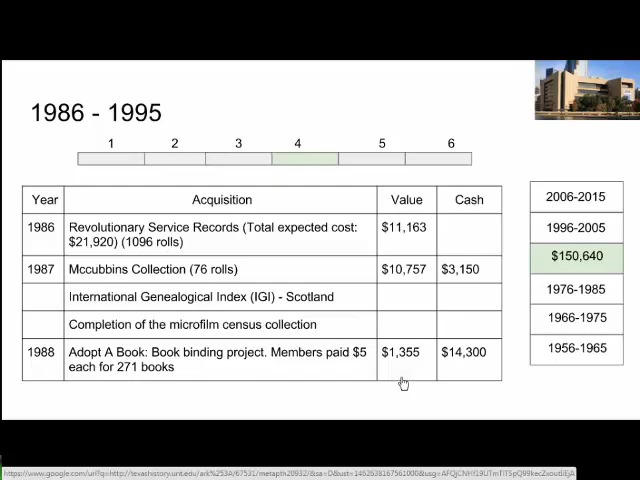 1986 - 1995
1 2 3 4 5 6
Year Acquisition Value Cash
1986 Revolutionary Service Records (Total expected cost: $11,163
$21,920) (1096 rolls)
1987 Mccubbins Collection (76 rolls) $10,757 $3,150
International Genealogical Index (IGI) - Scotland
Completion of the microfilm census collection
1988 Adopt A Book: Book binding project. Members paid $5 $1,355 $14,300
each for 271 books
2006-2015
1996-2005
$150,640
1976-1985
1966-1975
1956-1965